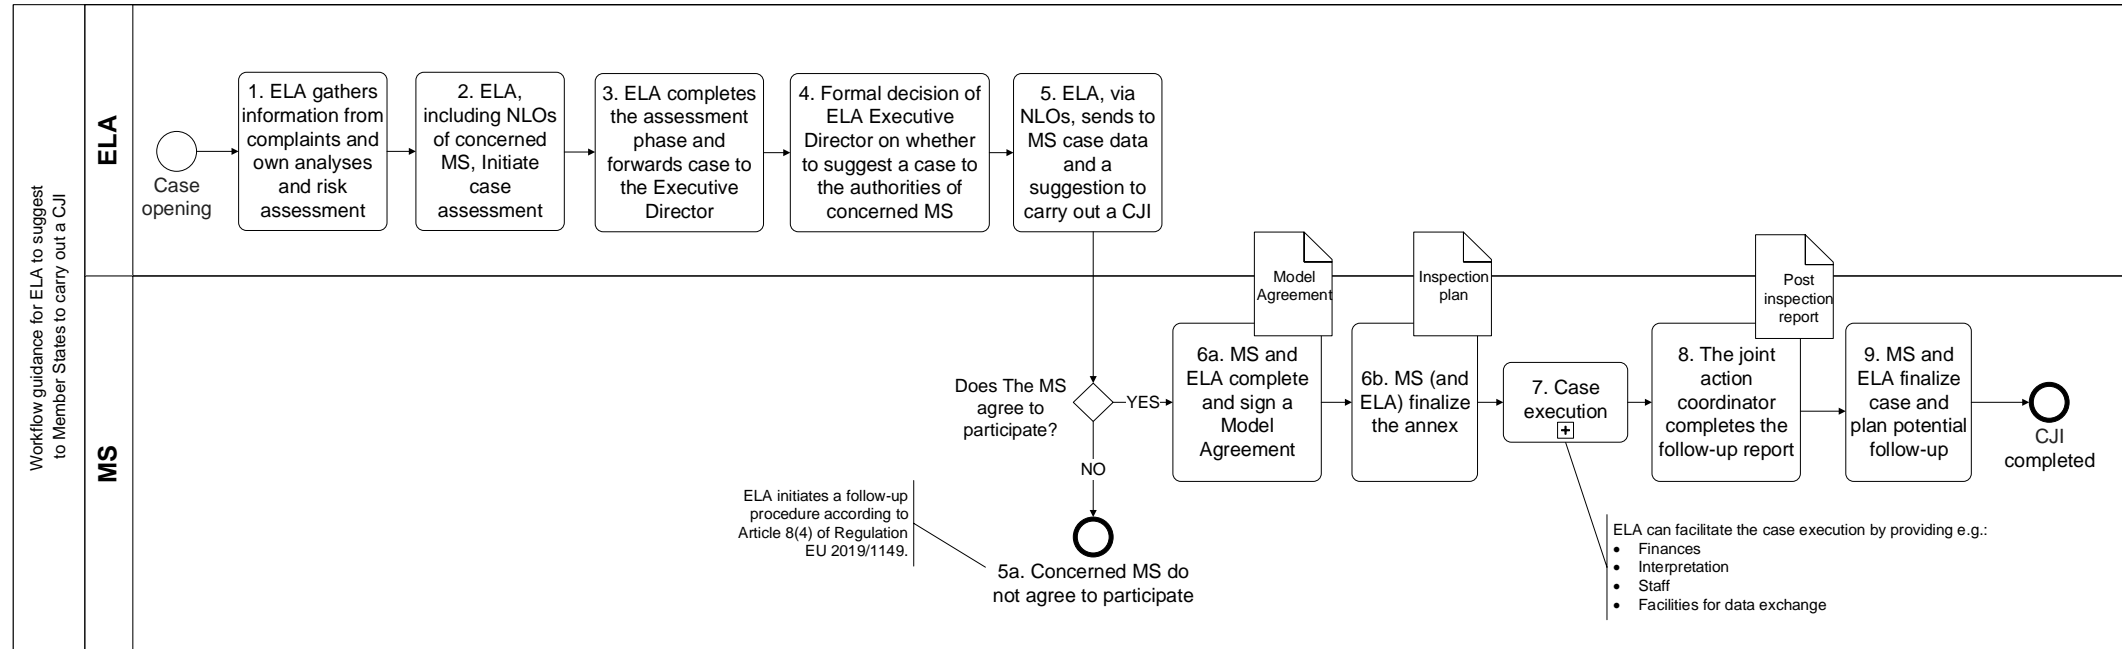 Workflow guidance for ELA to suggest
to Member States to carry out a CJI
ELA
Case
opening
1. ELA gathers
information from
complaints and
own analyses
and risk
assessment
2. ELA,
including NLOs
of concerned
MS, Initiate
case
assessment
3. ELA completes
the assessment
phase and
forwards case to
the Executive
Director
4. Formal decision of
ELA Executive
Director on whether
to suggest a case to
the authorities of
concerned MS
5. ELA, via
NLOs, sends to
MS case data
and a
suggestion to
carry out a CJI
MS
Does The MS
agree to
participate?
YES
NO
ELA initiates a follow-up
procedure according to
Article 8(4) of Regulation
EU 2019/1149.
5a. Concerned MS do
not agree to participate
Model
Agreement
6a. MS and
ELA complete
and sign a
Model
Agreement
Inspection
plan
6b. MS (and
ELA) finalize
the annex
7. Case
execution
ELA can facilitate the case execution by providing e.g.:
• Finances
• Interpretation
• Staff
• Facilities for data exchange
Post
inspection
report
8. The joint
action
coordinator
completes the
follow-up report
9. MS and
ELA finalize
case and
plan potential
follow-up
CJI
completed